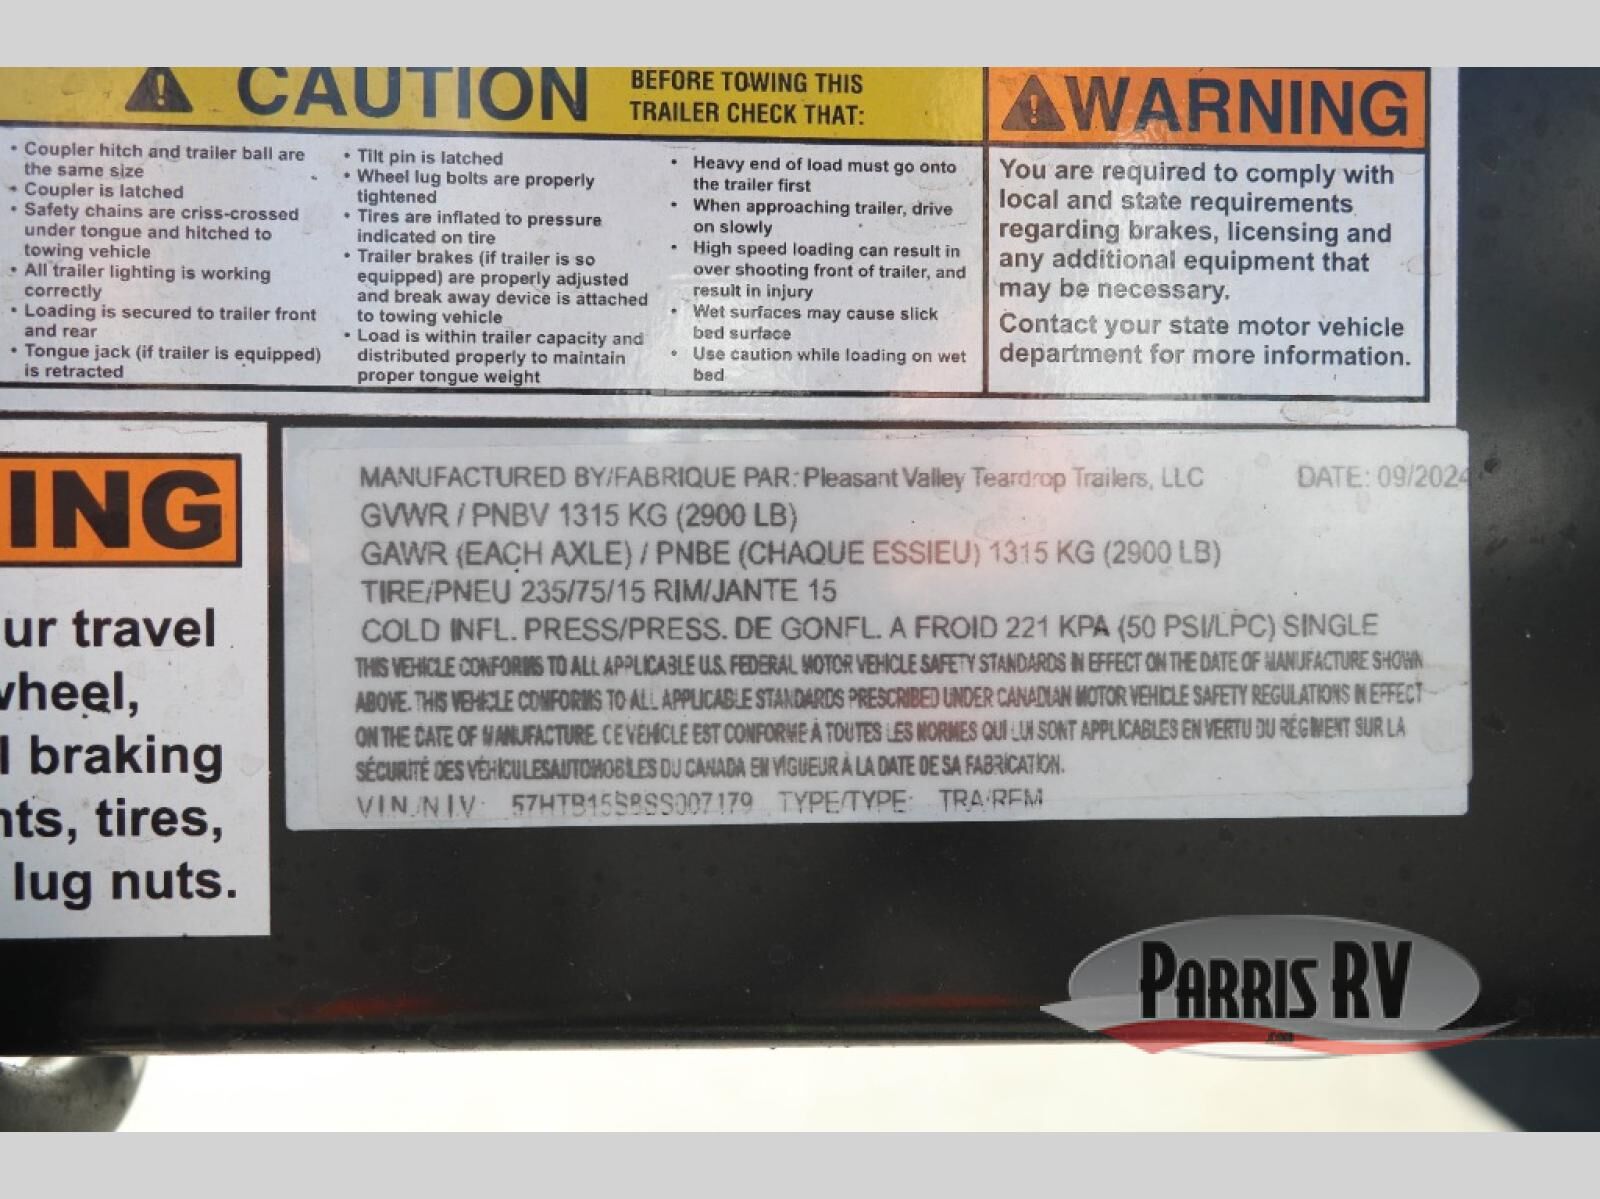 CAUTION
BEFORE TOWING THIS
TRAILER CHECK THAT:
• Coupler hitch and trailer ball are
the same size
• Coupler is latched
• Safety chains are criss-crossed
under tongue and hitched to
towing vehicle
• All trailer lighting is working
correctly
• Loading is secured to trailer front
and rear
• Tongue jack (if trailer is equipped)
is retracted
• Tilt pin is latched
• Wheel lug bolts are properly
tightened
• Tires are inflated to pressure
indicated on tire
• Trailer brakes (if trailer is so
equipped) are properly adjusted
and break away device is attached
to towing vehicle
• Load is within trailer capacity and
distributed properly to maintain
proper tongue weight
• Heavy end of load must go onto
the trailer first
• When approaching trailer, drive
on slowly
• High speed loading can result in
over shooting front of trailer, and
result in injury
• Wet surfaces may cause slick
bed surface
• Use caution while loading on wet
bed
WARNING
You are required to comply with
local and state requirements
regarding brakes, licensing and
any additional equipment that
may be necessary.
Contact your state motor vehicle
department for more information.
ING
ur travel
wheel,
l braking
nts, tires,
lug nuts.
MANUFACTURED BY/FABRIQUE PAR: Pleasant Valley Teardrop Trailers, LLC DATE: 09/2024
GVWR / PNBV 1315 KG (2900 LB)
GAWR (EACH AXLE) / PNBE (CHAQUE ESSIEU) 1315 KG (2900 LB)
TIRE/PNEU 235/75/15 RIM/JANTE 15
COLD INFL. PRESS/PRESS. DE GONFL. A FROID 221 KPA (50 PSI/LPC) SINGLE
THIS VEHICLE CONFORMS TO ALL APPLICABLE U.S. FEDERAL MOTOR VEHICLE SAFETY STANDARDS IN EFFECT ON THE DATE OF MANUFACTURE SHOWN
ABOVE. THIS VEHICLE CONFORMS TO ALL APPLICABLE STANDARDS PRESCRIBED UNDER CANADIAN MOTOR VEHICLE SAFETY REGULATIONS IN EFFECT
ON THE DATE OF MANUFACTURE. CE VEHICLE EST CONFORME À TOUTES LES NORMES QUI LUI SONT APPLICABLES EN VERTU DU RÉGIMENT SUR LA
SÉCURITÉ DES VÉHICULES AUTOMOBILES DU CANADA EN VIGUEUR À LA DATE DE SA FABRICATION.
VIN/NIV: 57HTB15S8SS007179 TYPE/TYPE: TRA/REM
PARRIS RV
.com